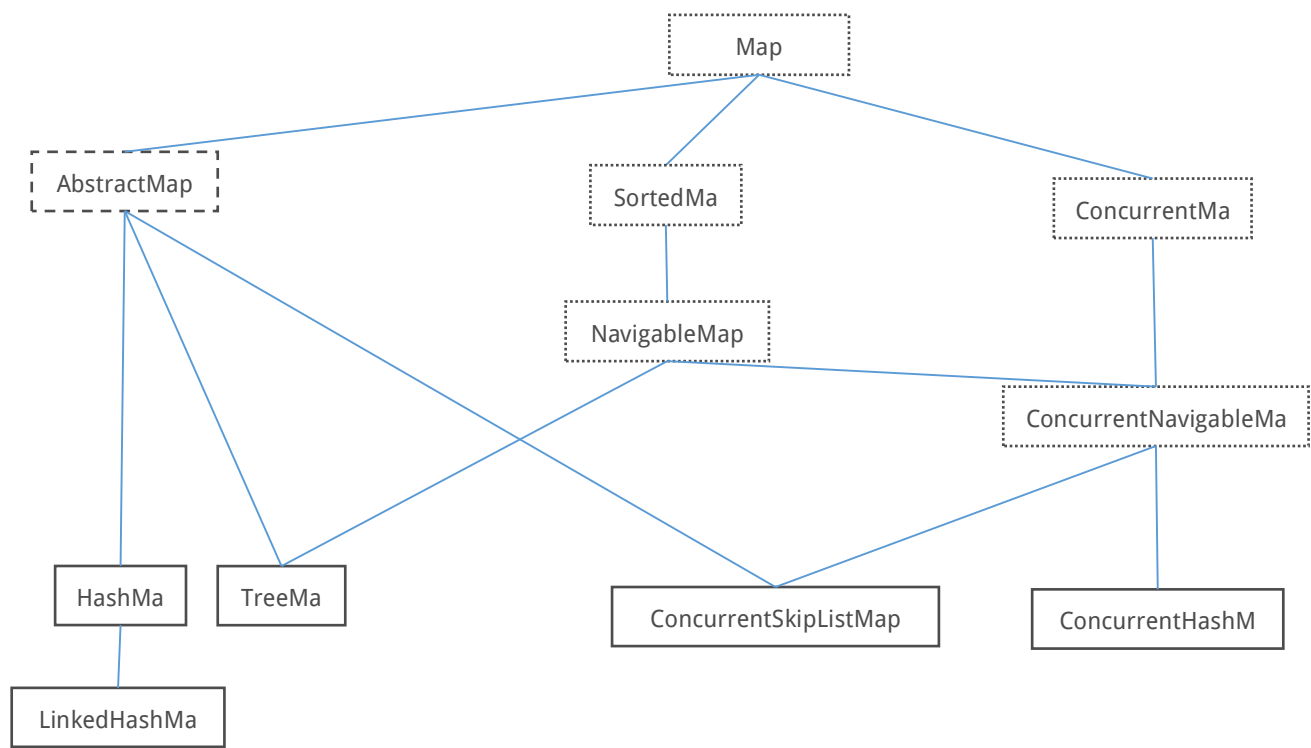 Map
AbstractMap
SortedMa
ConcurrentMa
NavigableMap
ConcurrentNavigableMa
HashMa
TreeMa
ConcurrentSkipListMap
ConcurrentHashM
LinkedHashMa